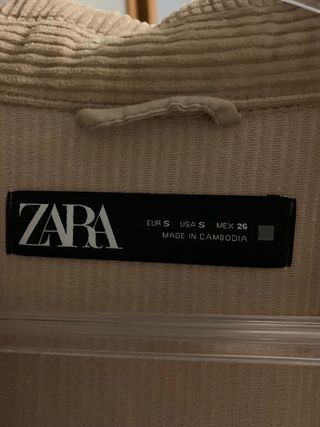 ZARA
EUR S USA S MEX 26
MADE IN CAMBODIA